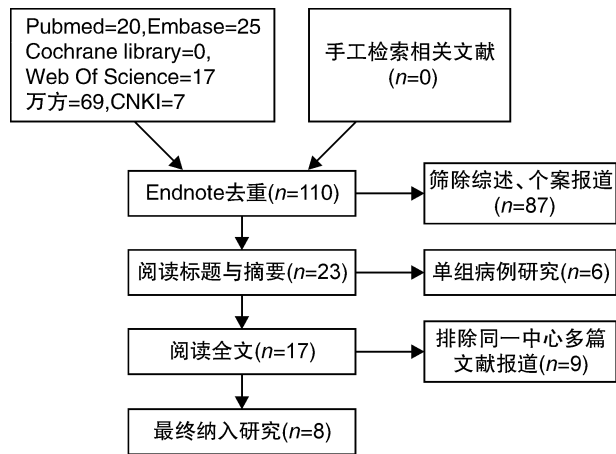 Pubmed=20,Embase=25
Cochrane library=0,
Web Of Science=17
万方=69,CNKI=7
手工检索相关文献
(n=0)
Endnote去重(n=110)
筛除综述、个案报道
(n=87)
阅读标题与摘要(n=23)
单组病例研究(n=6)
阅读全文(n=17)
排除同一中心多篇
文献报道(n=9)
最终纳入研究(n=8)